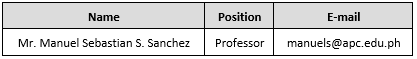 Name Position E-mail
Mr. Manuel Sebastian S. Sanchez Professor manuels@apc.edu.ph